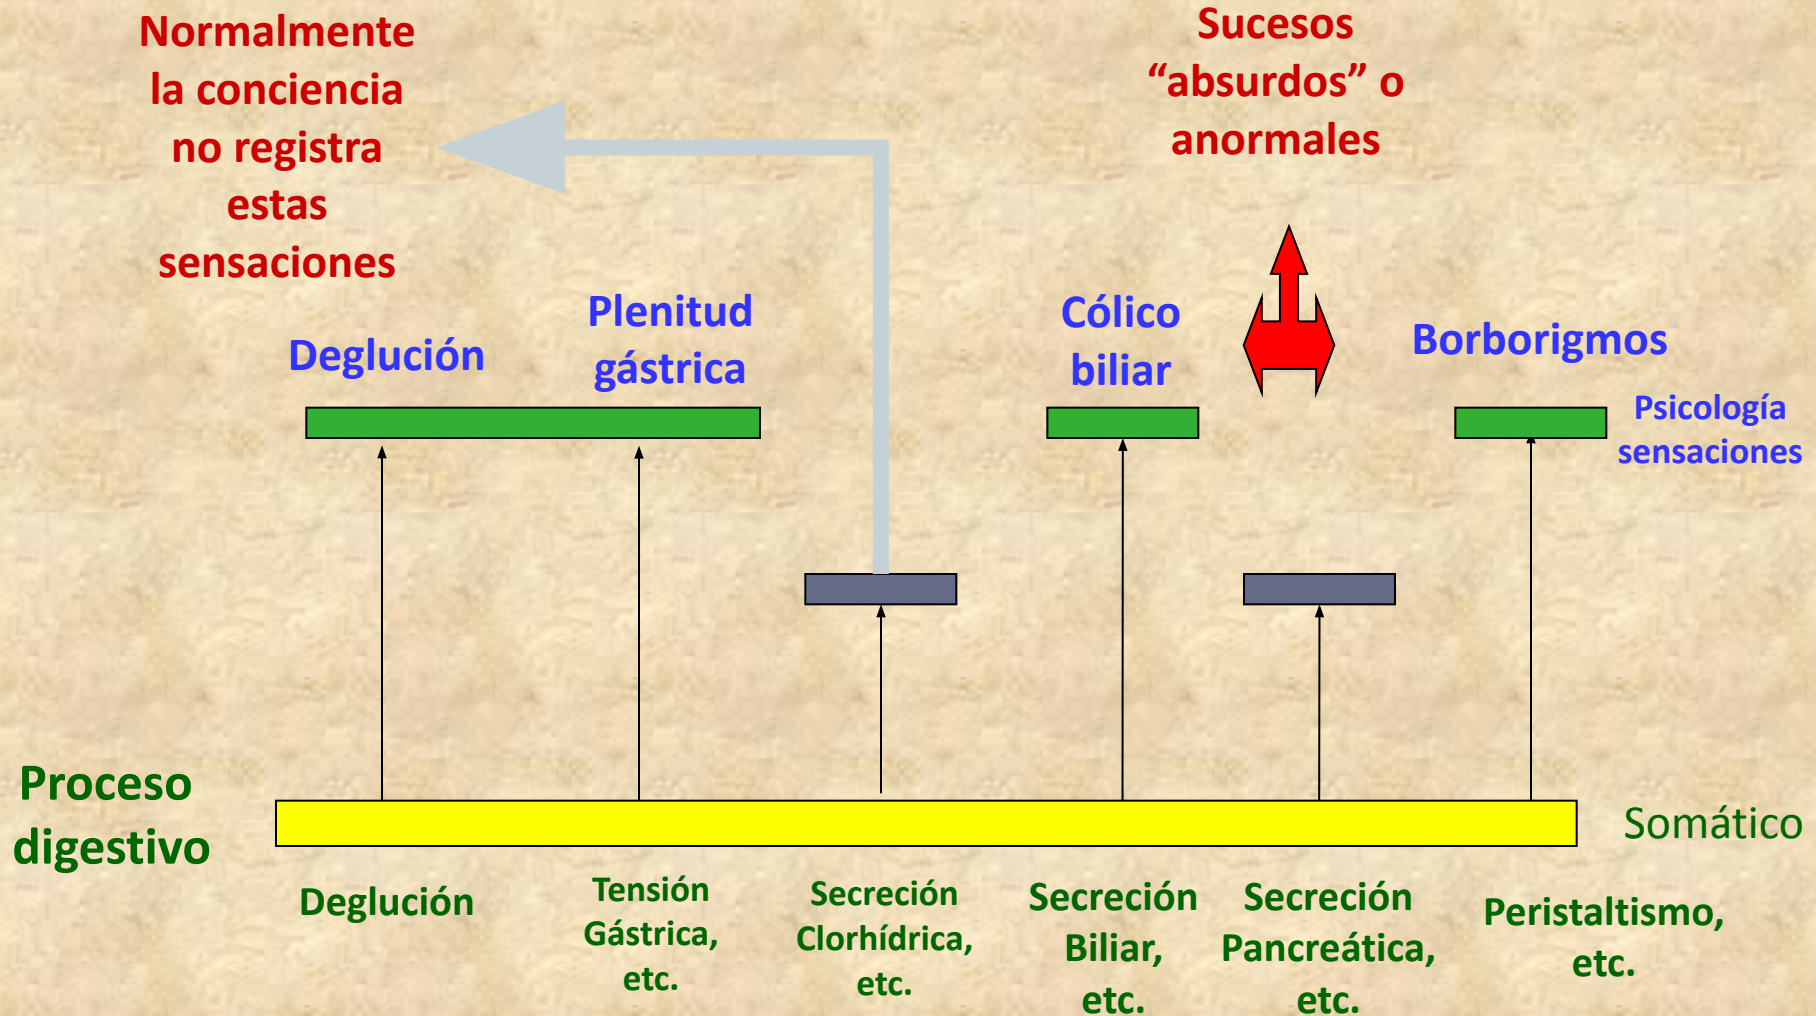 Normalmente
la conciencia
no registra
estas
sensaciones
Sucesos
“absurdos” o
anormales
Deglución
Plenitud
gástrica
Cólico
biliar
Borborigmos
Psicología
sensaciones
Proceso
digestivo
Somático
Deglución
Tensión
Gástrica,
etc.
Secreción
Clorhídrica,
etc.
Secreción
Biliar,
etc.
Secreción
Pancreática,
etc.
Peristaltismo,
etc.